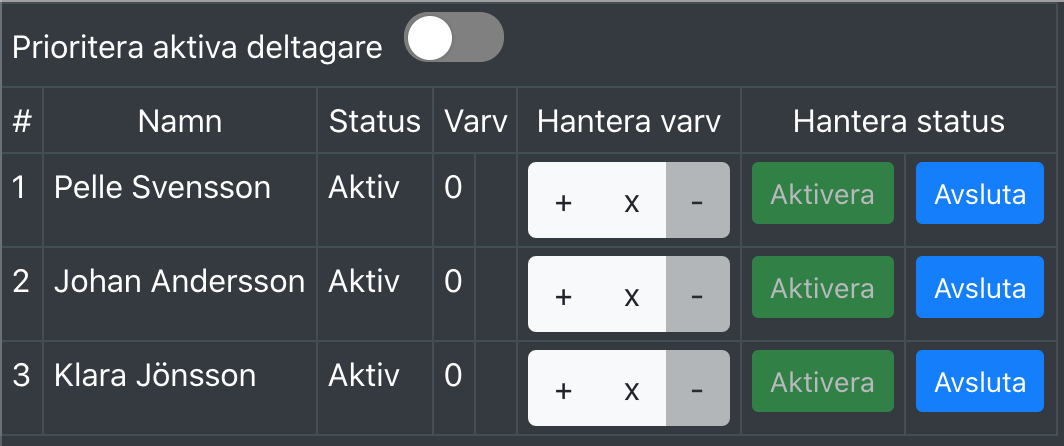 Prioritera aktiva deltagare
# Namn Status Varv Hantera varv Hantera status
1 Pelle Svensson Aktiv 0 + x - Aktivera Avsluta
2 Johan Andersson Aktiv 0 + x - Aktivera Avsluta
3 Klara Jönsson Aktiv 0 + x - Aktivera Avsluta